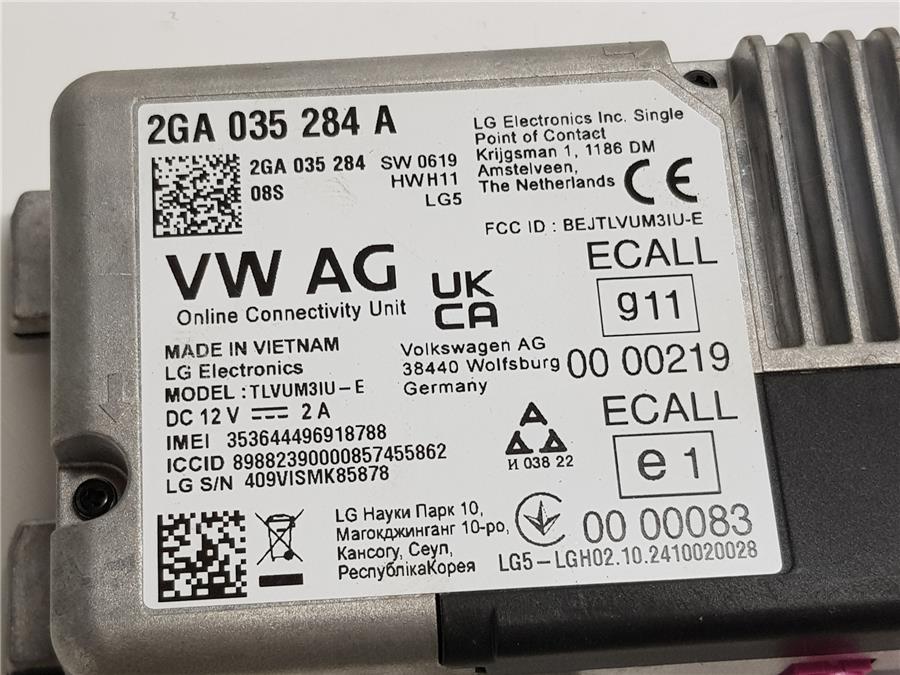 2GA 035 284 A
2GA 035 284
08S
SW 0619
HW H11
LG5
LG Electronics Inc. Single
Point of Contact
Krijgsman 1, 1186 DM
Amstelveen,
The Netherlands
CE
FCC ID : BEJTLVUM3IU-E
VW AG
Online Connectivity Unit
UK
CA
ECALL
g11
00 00219
MADE IN VIETNAM
LG Electronics
MODEL : TLVUM3IU-E
DC 12 V 2 A
IMEI 353644496918788
ICCID 89882390000857455862
LG S/N 409VISMK85878
Volkswagen AG
38440 Wolfsburg
Germany
И 038 22
ECALL
e 1
00 00083
LG Науки Парк 10,
Магокджинганг 10-ро,
Кансогу, Сеул,
РеспублікаКорея
LG5-LGH02.10.2410020028